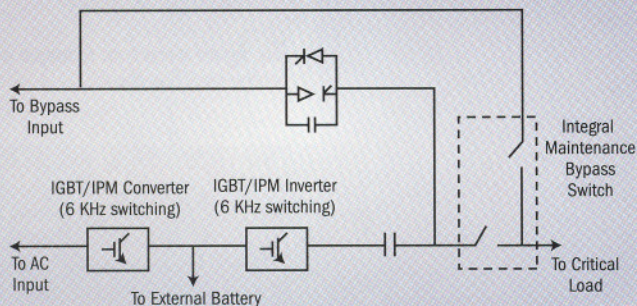 To Bypass
Input
Integral
Maintenance
Bypass
Switch
IGBT/IPM Converter
(6 KHz switching)
IGBT/IPM Inverter
(6 KHz switching)
To AC
Input
To External Battery
To Critical
Load